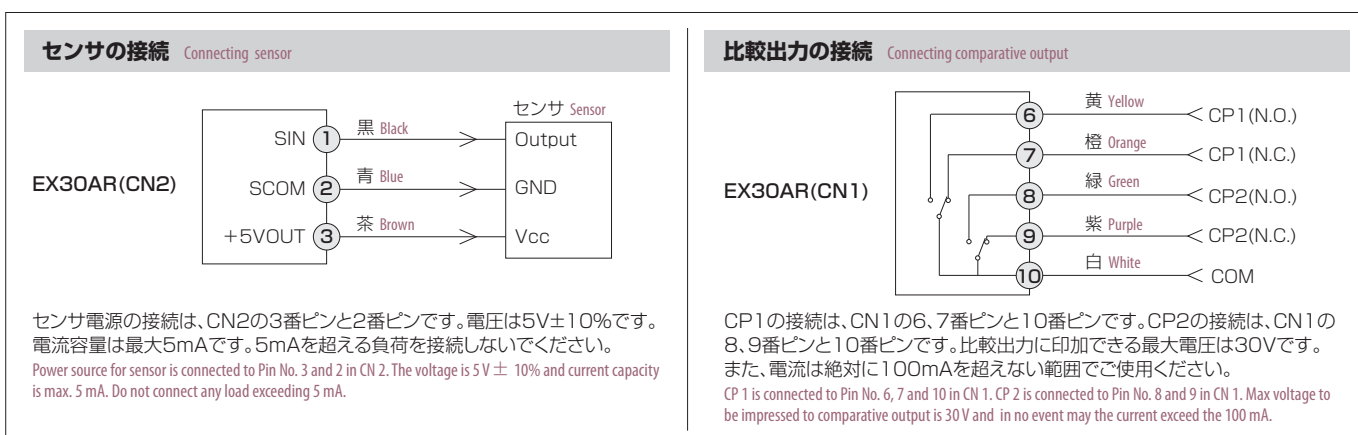 センサの接続 Connecting sensor
センサ Sensor
EX30AR(CN2)
SIN 1 黒 Black Output
SCOM 2 青 Blue GND
+5VOUT 3 茶 Brown Vcc
センサ電源の接続は、CN2の3番ピンと2番ピンです。電圧は5V±10%です。
電流容量は最大5mAです。5mAを超える負荷を接続しないでください。
Power source for sensor is connected to Pin No. 3 and 2 in CN 2. The voltage is 5 V ± 10% and current capacity
is max. 5 mA. Do not connect any load exceeding 5 mA.
比較出力の接続 Connecting comparative output
EX30AR(CN1)
6 黄 Yellow CP1(N.O.)
7 橙 Orange CP1(N.C.)
8 緑 Green CP2(N.O.)
9 紫 Purple CP2(N.C.)
10 白 White COM
CP1の接続は、CN1の6、7番ピンと10番ピンです。CP2の接続は、CN1の
8、9番ピンと10番ピンです。比較出力に印加できる最大電圧は30Vです。
また、電流は絶対に100mAを超えない範囲でご使用ください。
CP 1 is connected to Pin No. 6, 7 and 10 in CN 1. CP 2 is connected to Pin No. 8 and 9 in CN 1. Max voltage to
be impressed to comparative output is 30 V and in no event may the current exceed the 100 mA.